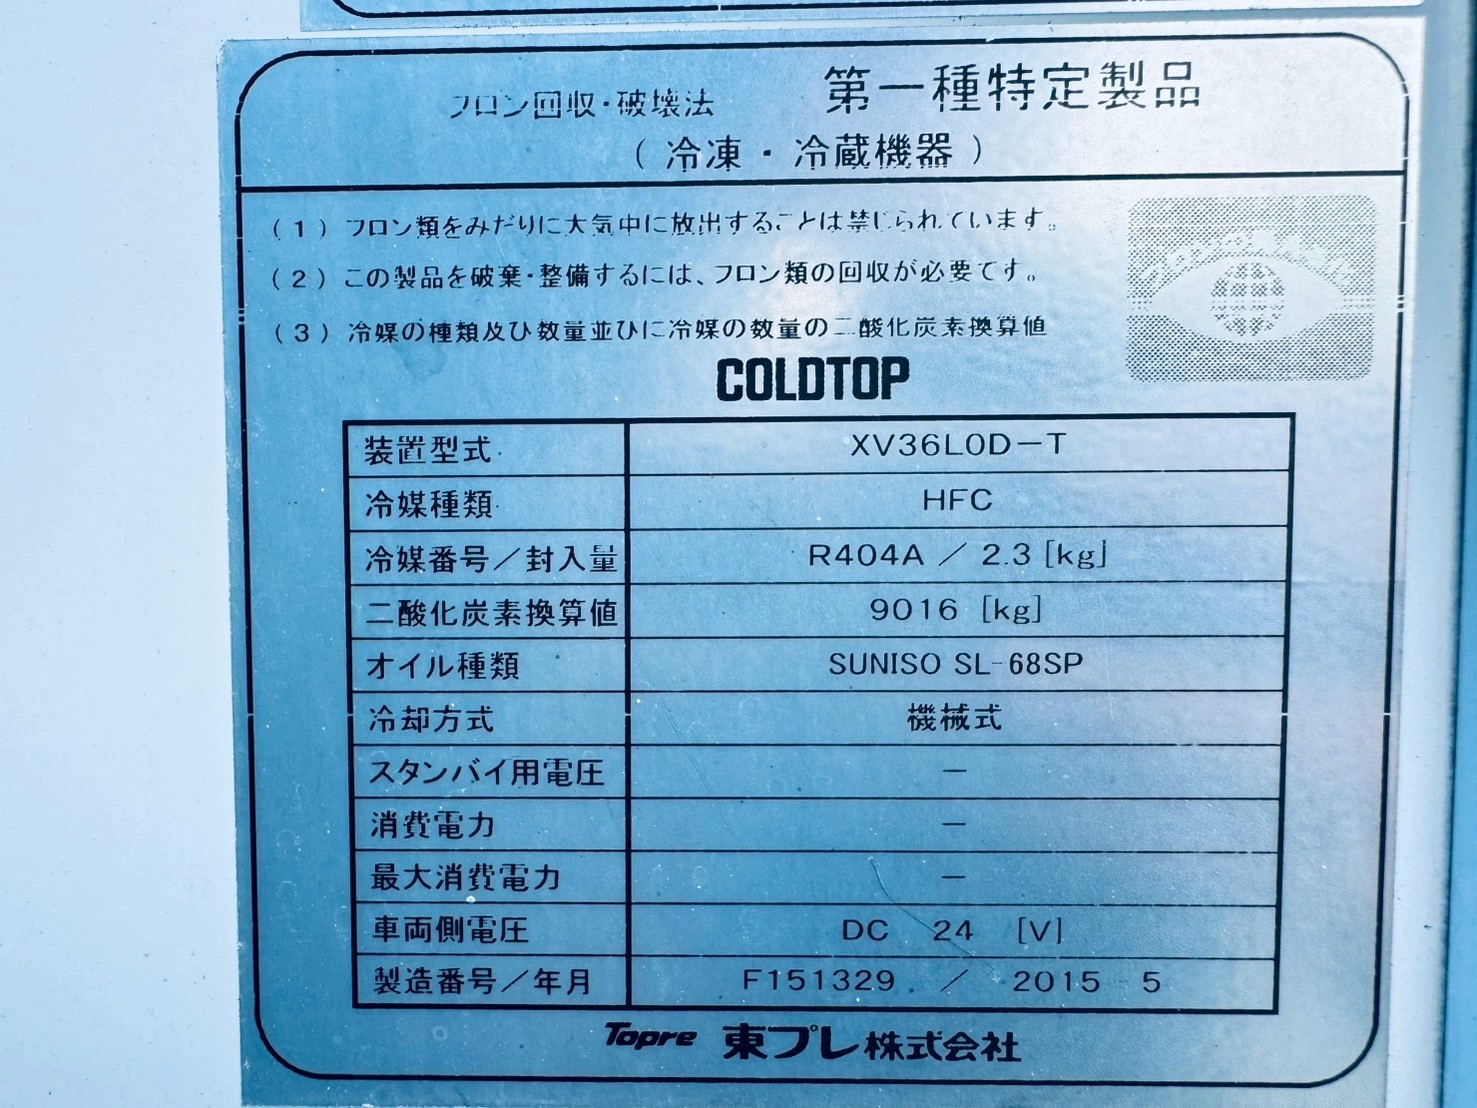 フロン回収・破壊法 第一種特定製品
(冷凍・冷蔵機器)
(1)フロン類をみだりに大気中に放出することは禁じられています。
(2)この製品を破棄・整備するには、フロン類の回収が必要です。
(3)冷媒の種類及び数量並びに冷媒の数量の二酸化炭素換算値
COLDTOP
装置型式 XV36L0D-T
冷媒種類 HFC
冷媒番号/封入量 R404A / 2.3 [kg]
二酸化炭素換算値 9016 [kg]
オイル種類 SUNISO SL-68SP
冷却方式 機械式
スタンバイ用電圧 —
消費電力 —
最大消費電力 —
車両側電圧 DC 24 [V]
製造番号/年月 F151329 / 2015 5
Topre 東プレ株式会社